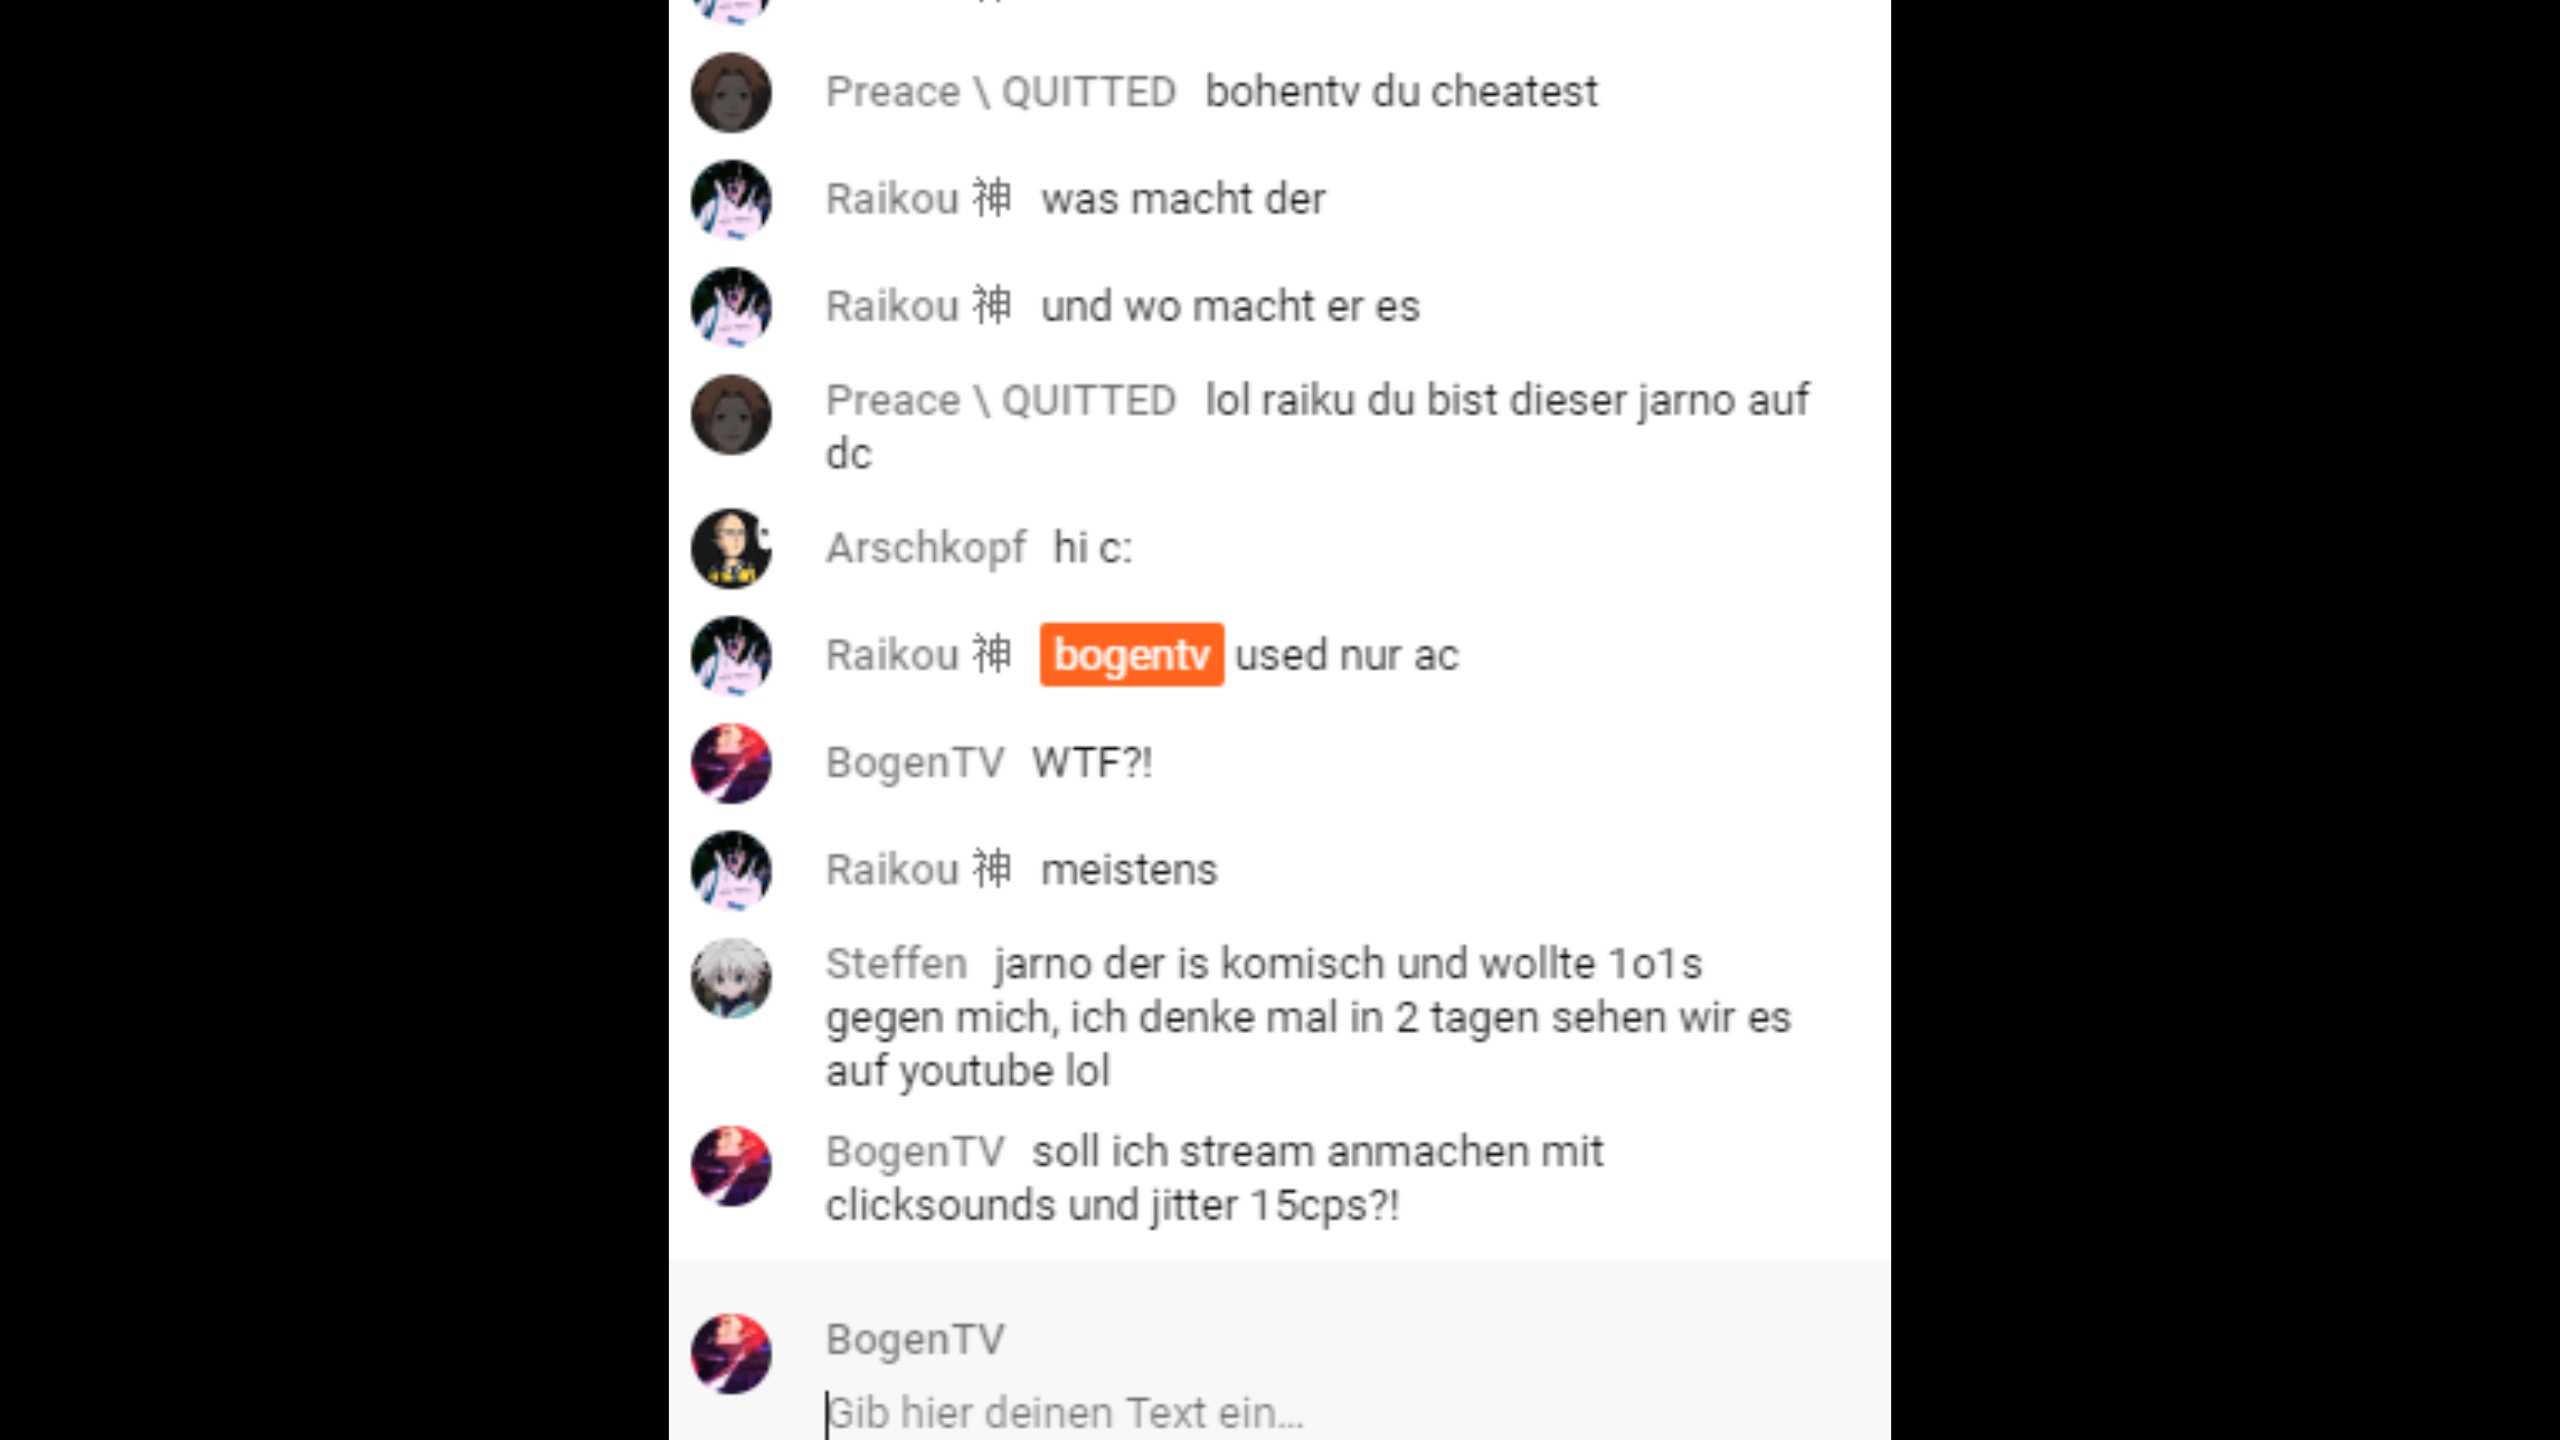 Preace \ QUITTED bohentv du cheatest
Raikou 神 was macht der
Raikou 神 und wo macht er es
Preace \ QUITTED lol raiku du bist dieser jarno auf
dc
Arschkopf hi c:
Raikou 神 bogentv used nur ac
BogenTV WTF?!
Raikou 神 meistens
Steffen jarno der is komisch und wollte 1o1s
gegen mich, ich denke mal in 2 tagen sehen wir es
auf youtube lol
BogenTV soll ich stream anmachen mit
clicksounds und jitter 15cps?!
BogenTV
Gib hier deinen Text ein...